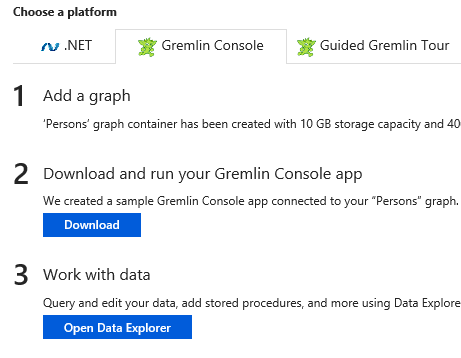 Choose a platform
.NET
Gremlin Console
Guided Gremlin Tour
1 Add a graph
'Persons' graph container has been created with 10 GB storage capacity and 40
2 Download and run your Gremlin Console app
We created a sample Gremlin Console app connected to your “Persons” graph.
Download
3 Work with data
Query and edit your data, add stored procedures, and more using Data Explore
Open Data Explorer